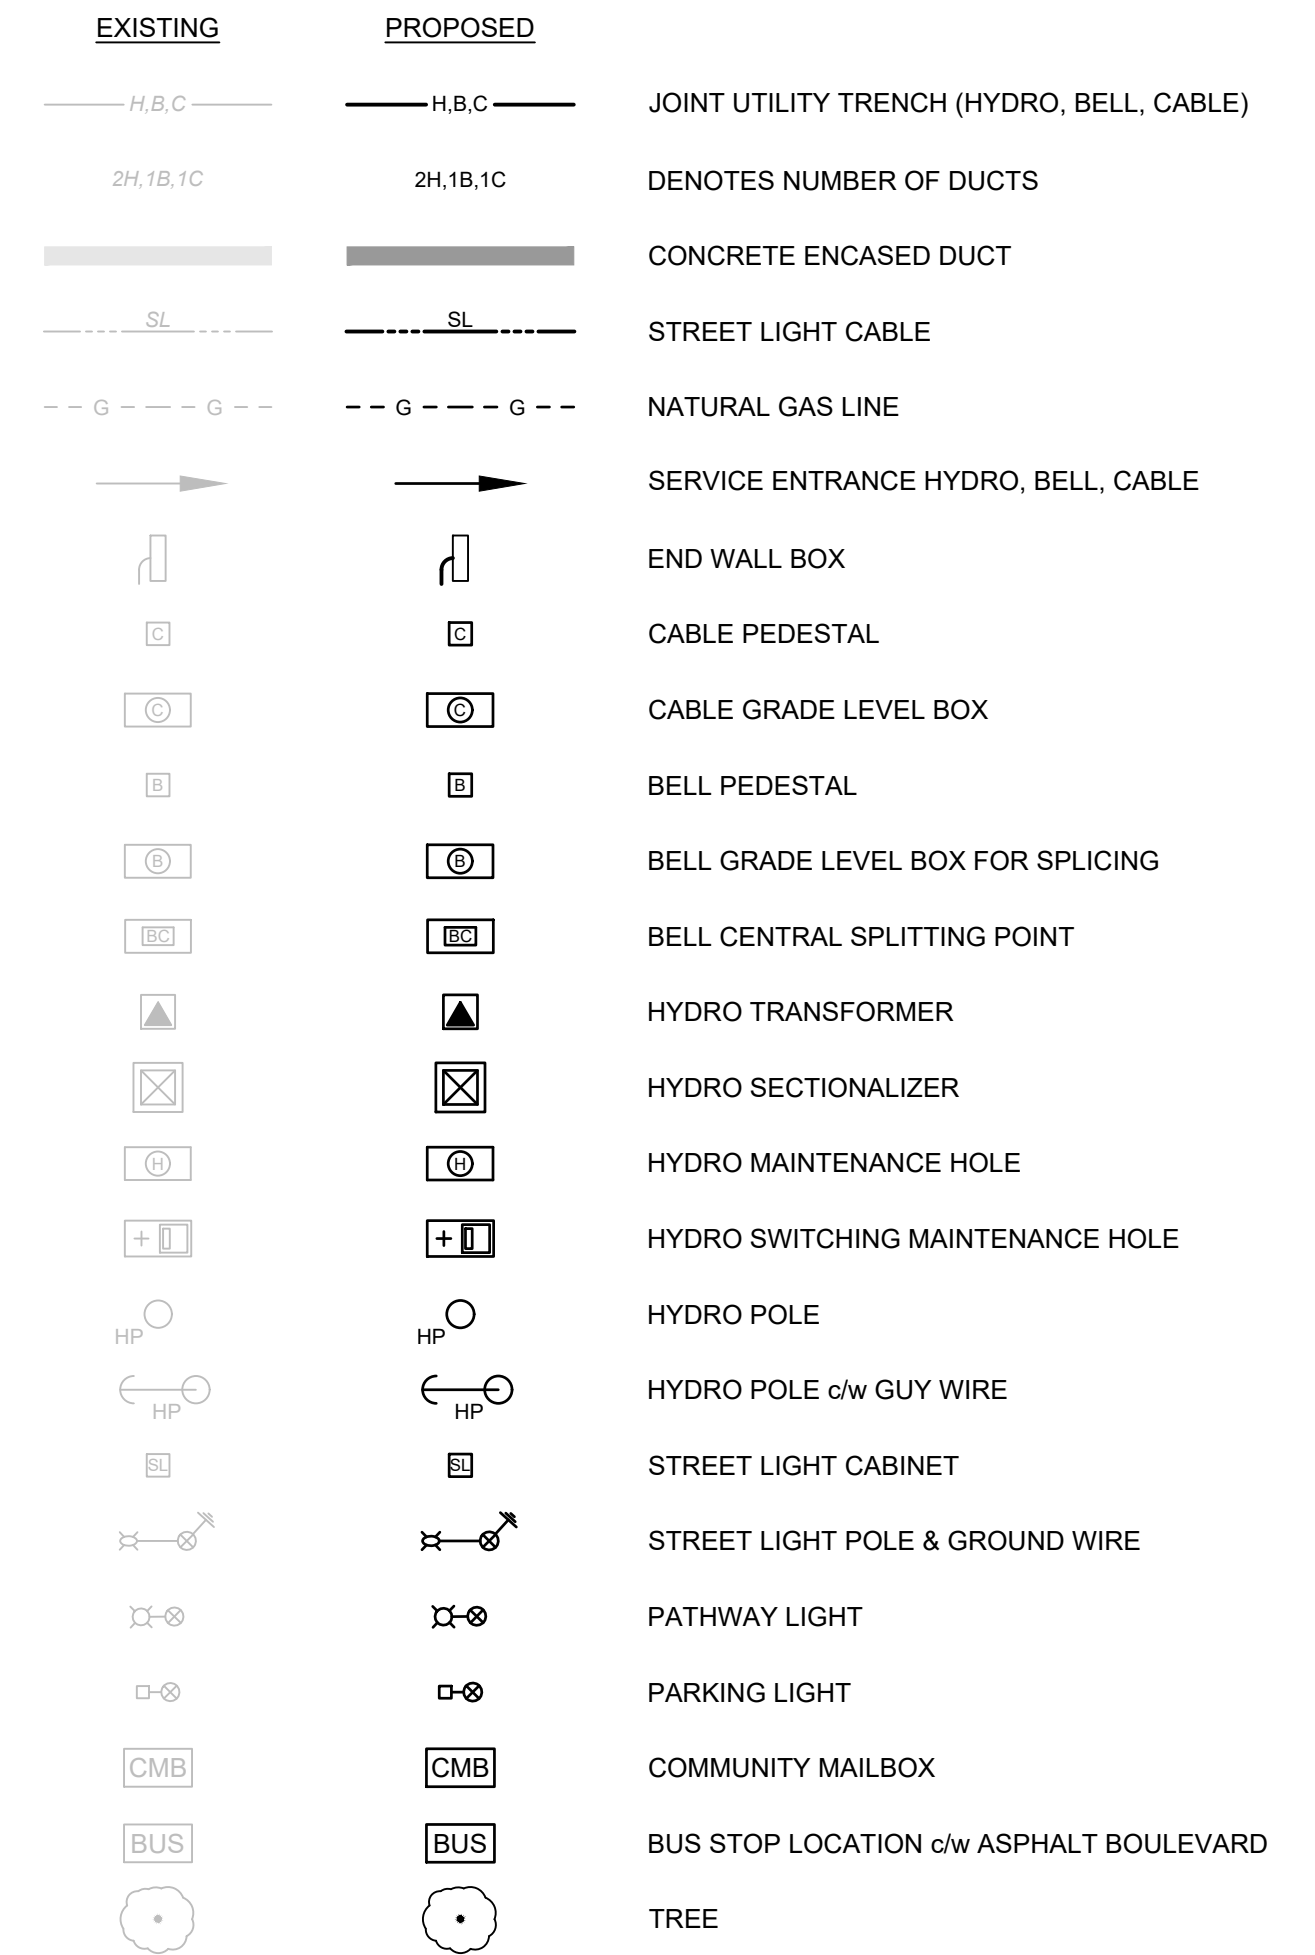 EXISTING PROPOSED
H,B,C H,B,C JOINT UTILITY TRENCH (HYDRO, BELL, CABLE)
2H,1B,1C 2H,1B,1C DENOTES NUMBER OF DUCTS
CONCRETE ENCASED DUCT
SL SL STREET LIGHT CABLE
G G G G NATURAL GAS LINE
SERVICE ENTRANCE HYDRO, BELL, CABLE
END WALL BOX
C C CABLE PEDESTAL
C C CABLE GRADE LEVEL BOX
B B BELL PEDESTAL
B B BELL GRADE LEVEL BOX FOR SPLICING
BC BC BELL CENTRAL SPLITTING POINT
HYDRO TRANSFORMER
HYDRO SECTIONALIZER
H H HYDRO MAINTENANCE HOLE
HYDRO SWITCHING MAINTENANCE HOLE
HP HP HYDRO POLE
HP HP HYDRO POLE c/w GUY WIRE
SL SL STREET LIGHT CABINET
STREET LIGHT POLE & GROUND WIRE
PATHWAY LIGHT
PARKING LIGHT
CMB CMB COMMUNITY MAILBOX
BUS BUS BUS STOP LOCATION c/w ASPHALT BOULEVARD
TREE